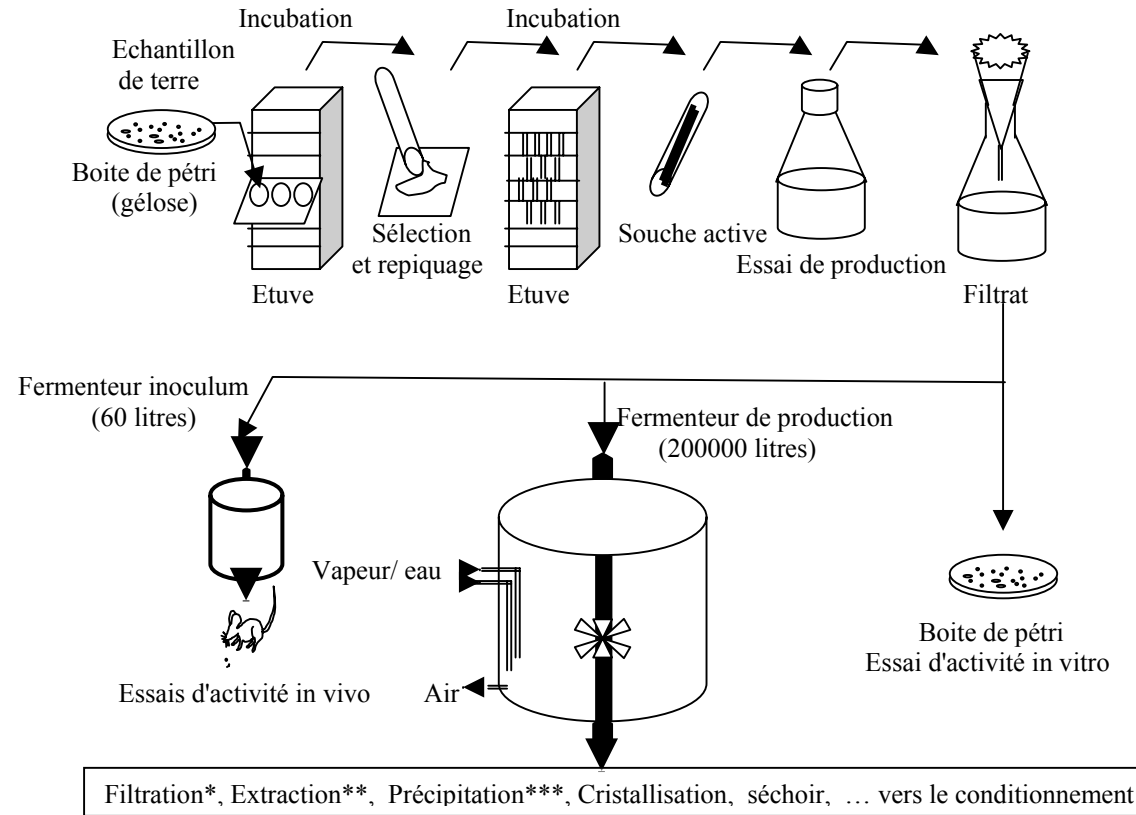 Incubation
Incubation
Echantillon
de terre
Boite de pétri
(gélose)
Sélection
et repiquage
Souche active
Essai de production
Etuve
Etuve
Filtrat
Fermenteur inoculum
(60 litres)
Fermenteur de production
(200000 litres)
Vapeur/ eau
Air
Essais d'activité in vivo
Boite de pétri
Essai d'activité in vitro
Filtration*, Extraction**, Précipitation***, Cristallisation, séchoir, … vers le conditionnement